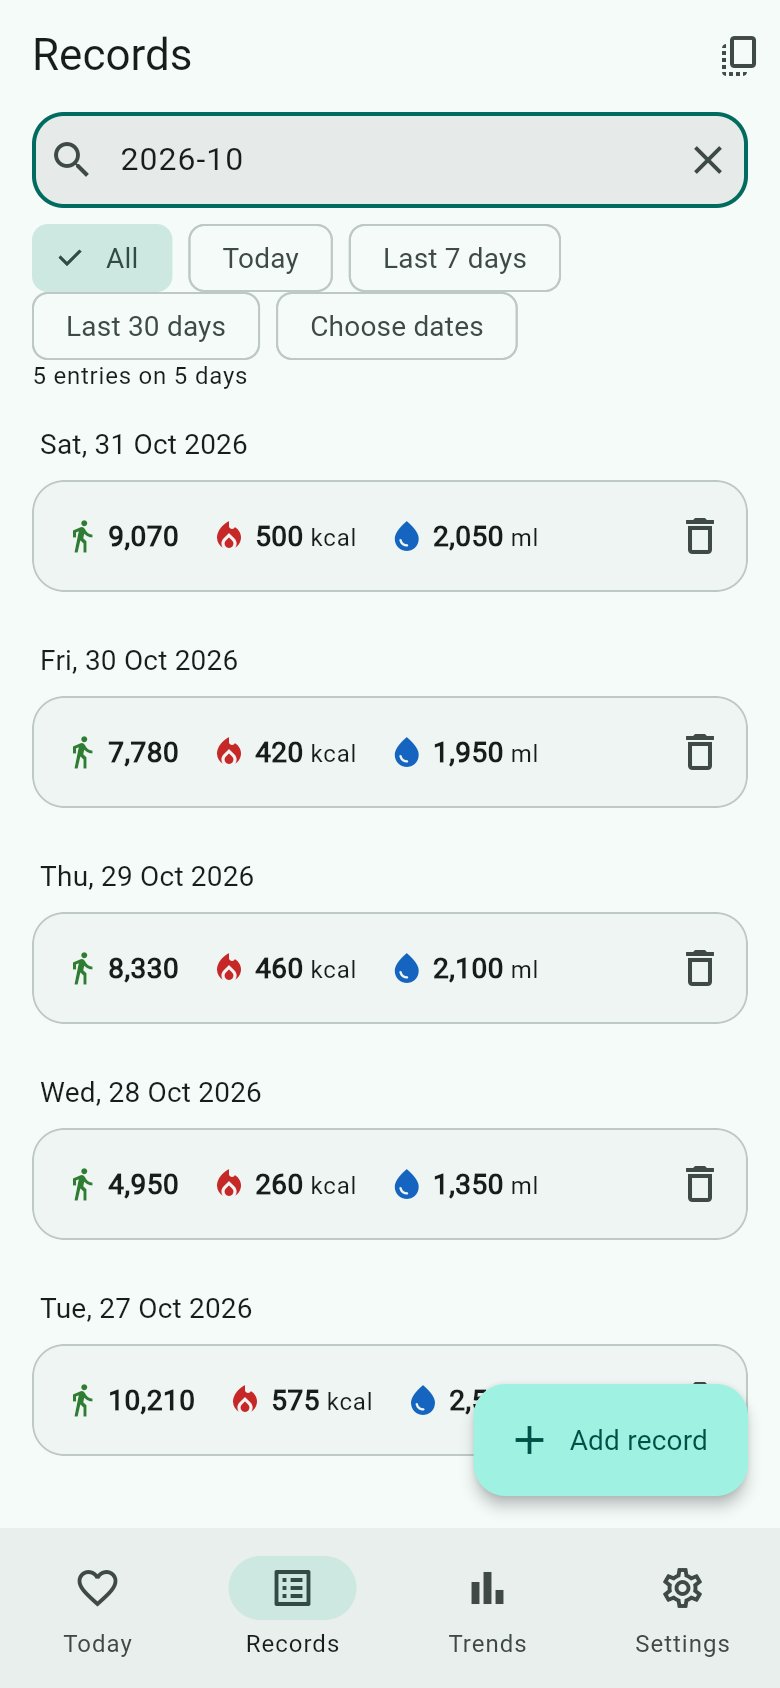 Records
2026-10
All Today Last 7 days
Last 30 days Choose dates
5 entries on 5 days
Sat, 31 Oct 2026
9,070 500 kcal 2,050 ml
Fri, 30 Oct 2026
7,780 420 kcal 1,950 ml
Thu, 29 Oct 2026
8,330 460 kcal 2,100 ml
Wed, 28 Oct 2026
4,950 260 kcal 1,350 ml
Tue, 27 Oct 2026
10,210 575 kcal
Add record
Today Records Trends Settings